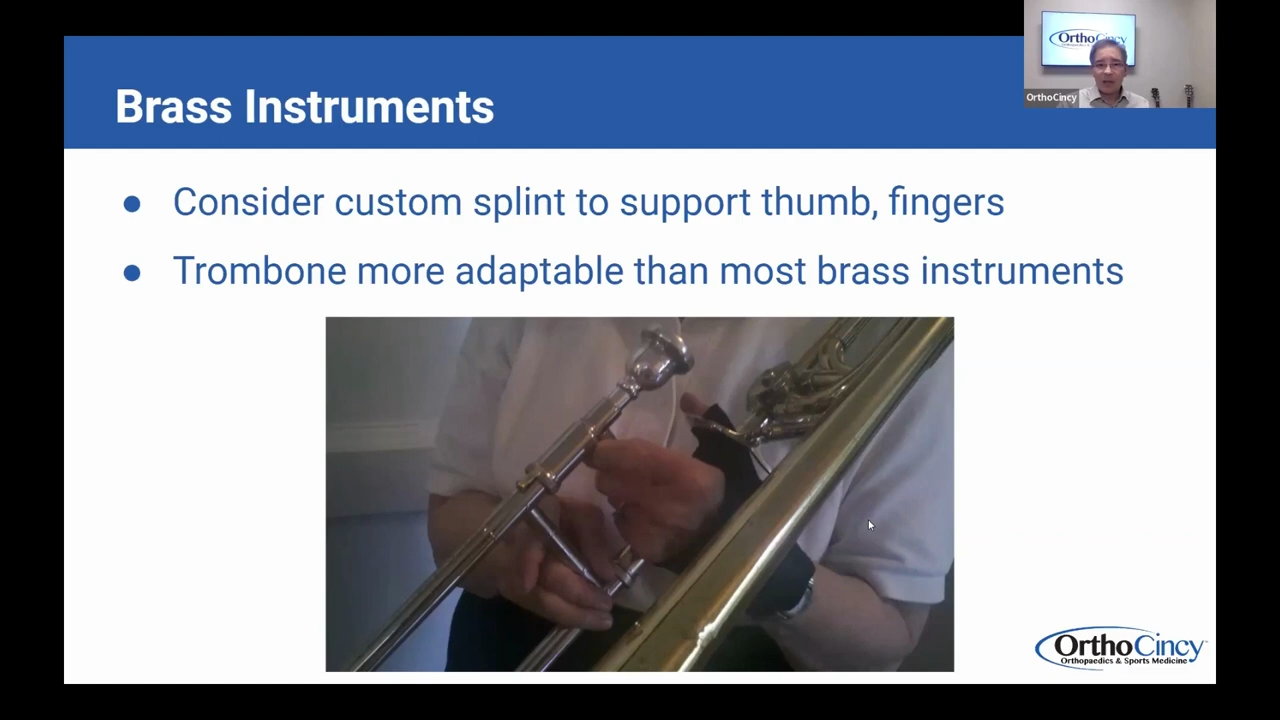 OrthoCincy
OrthoCincy
Brass Instruments
● Consider custom splint to support thumb, fingers
● Trombone more adaptable than most brass instruments
OrthoCincy
Orthopaedics & Sports Medicine